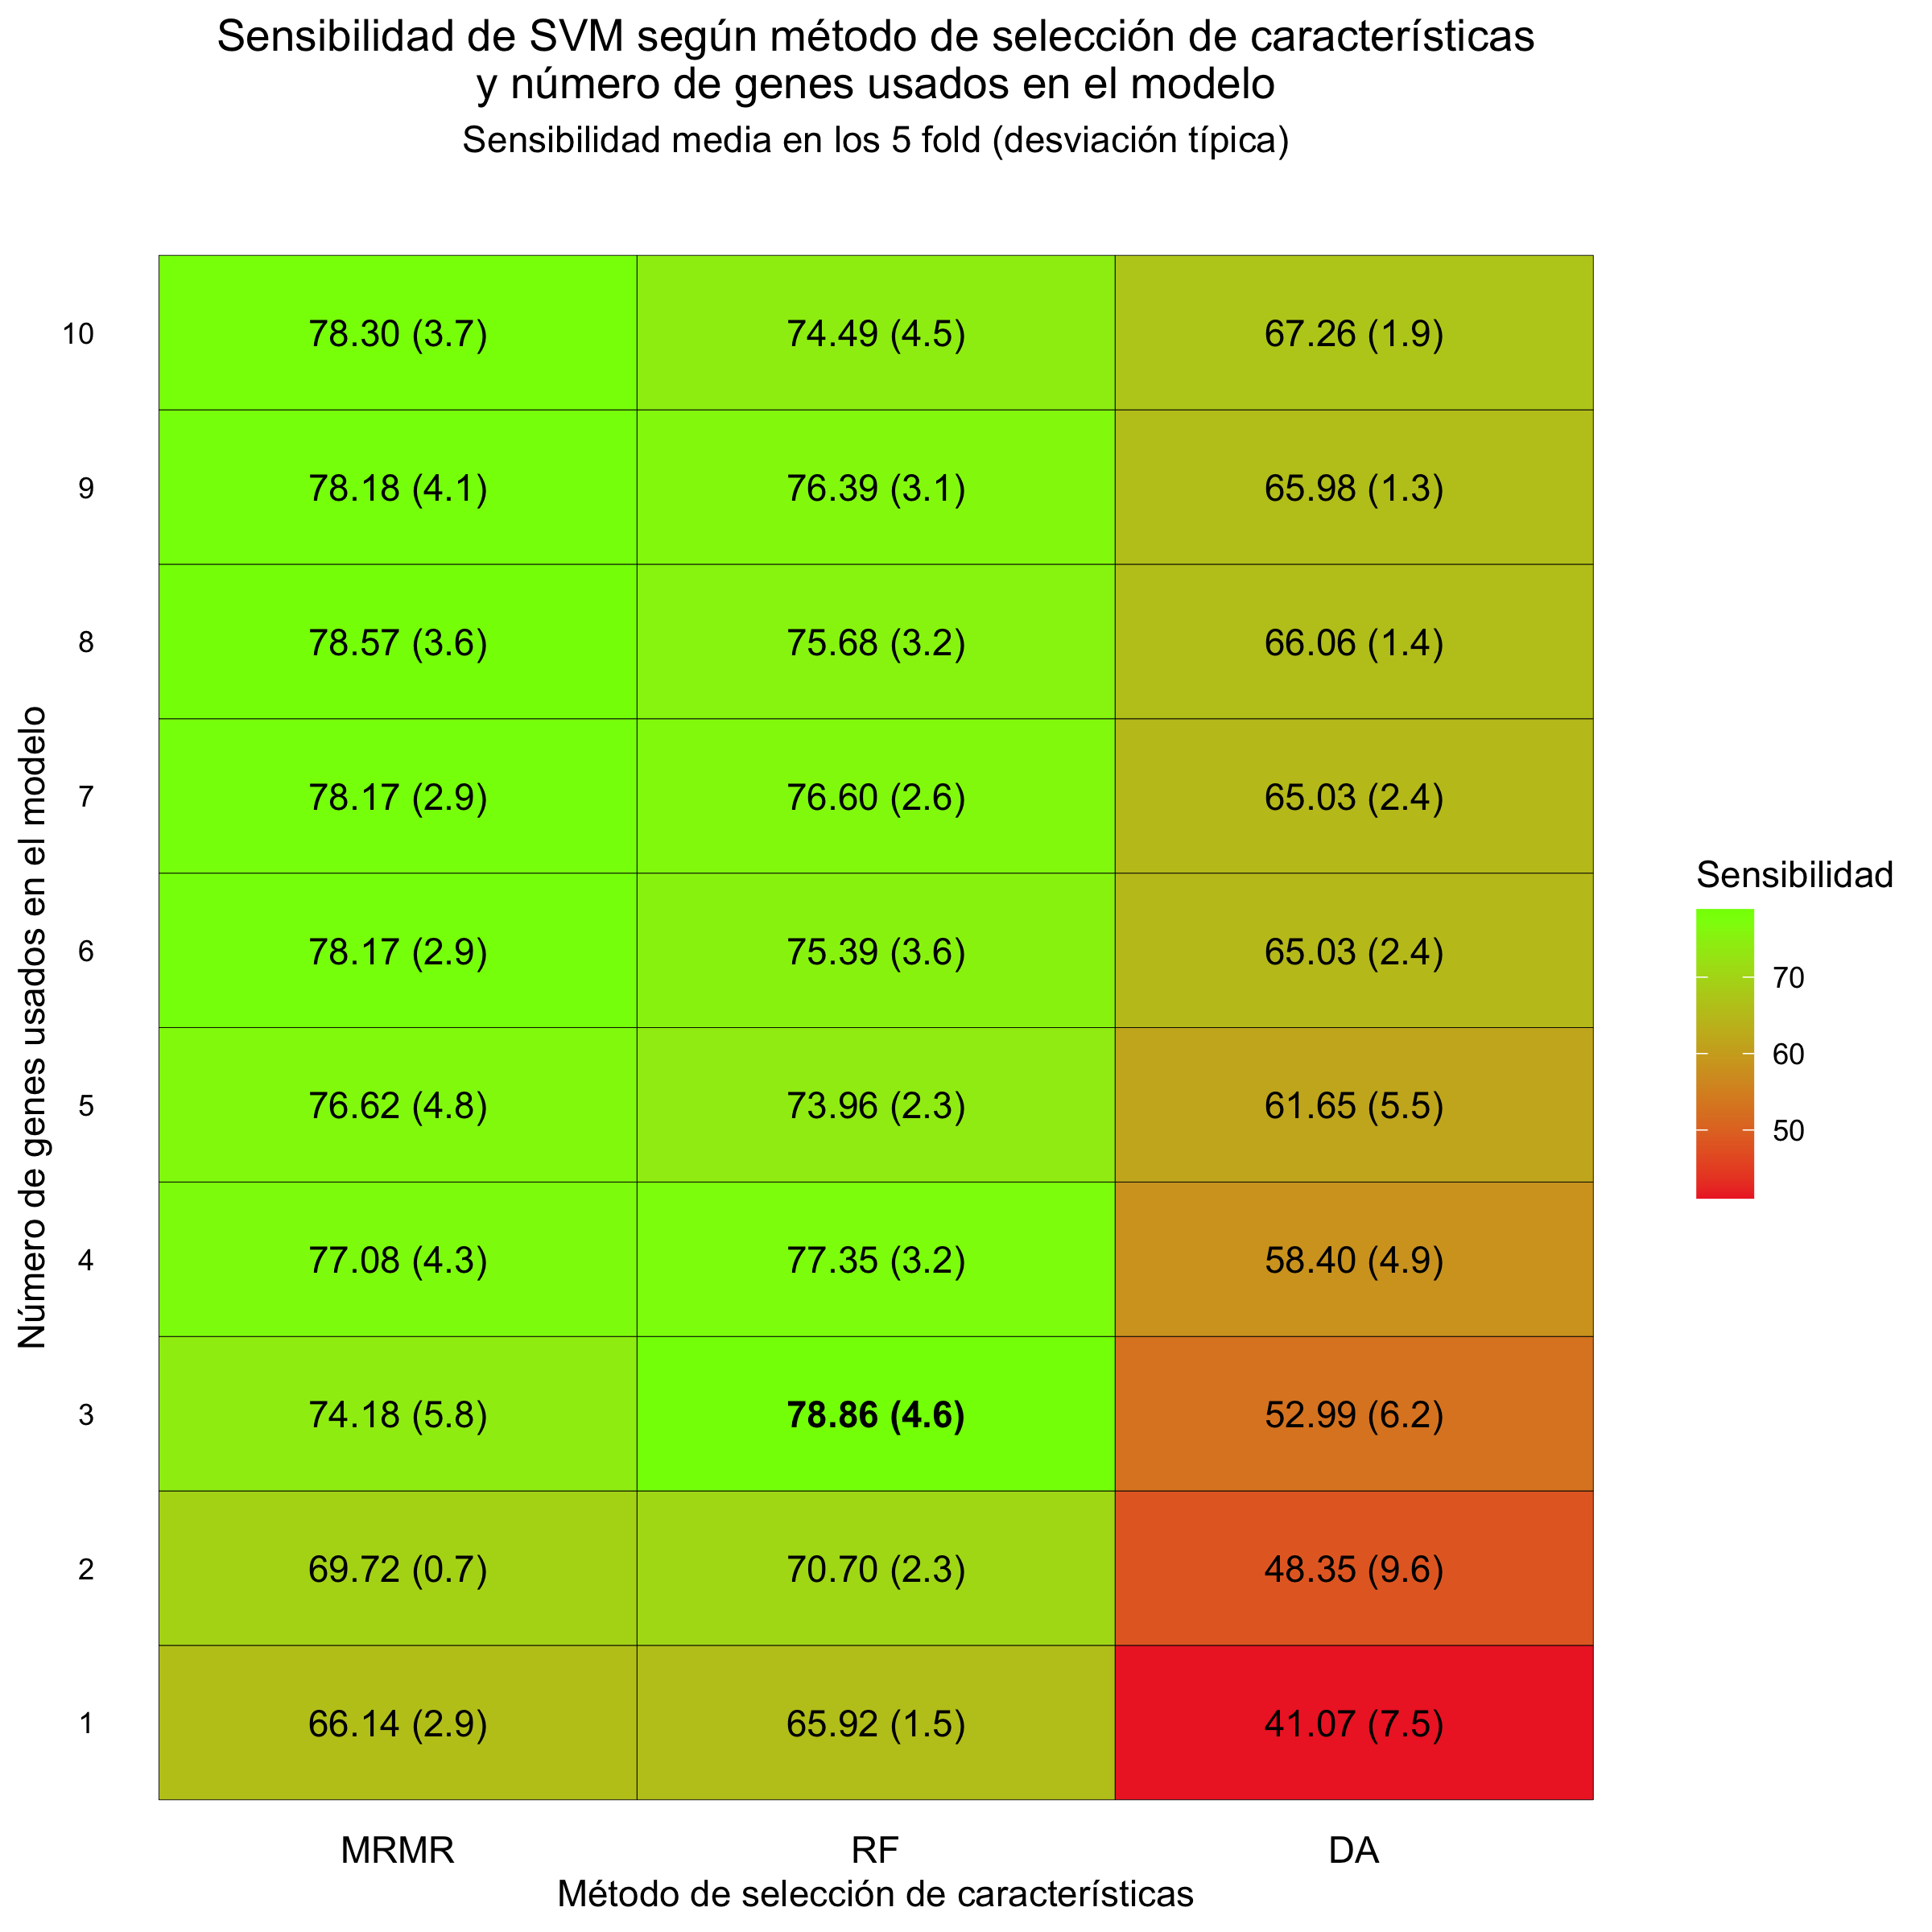 Sensibilidad de SVM según método de selección de características
y número de genes usados en el modelo
Sensibilidad media en los 5 fold (desviación típica)
Número de genes usados en el modelo
10 78.30 (3.7) 74.49 (4.5) 67.26 (1.9)
9 78.18 (4.1) 76.39 (3.1) 65.98 (1.3)
8 78.57 (3.6) 75.68 (3.2) 66.06 (1.4)
7 78.17 (2.9) 76.60 (2.6) 65.03 (2.4)
6 78.17 (2.9) 75.39 (3.6) 65.03 (2.4)
5 76.62 (4.8) 73.96 (2.3) 61.65 (5.5)
4 77.08 (4.3) 77.35 (3.2) 58.40 (4.9)
3 74.18 (5.8) 78.86 (4.6) 52.99 (6.2)
2 69.72 (0.7) 70.70 (2.3) 48.35 (9.6)
1 66.14 (2.9) 65.92 (1.5) 41.07 (7.5)
MRMR RF DA
Método de selección de características
Sensibilidad
70
60
50